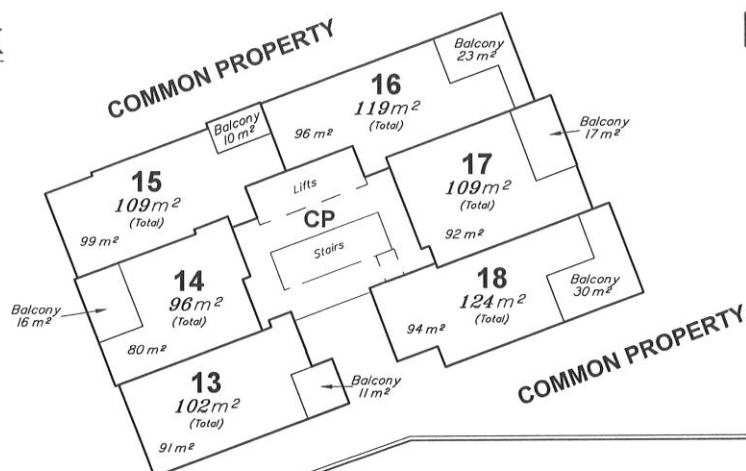 COMMON PROPERTY
Balcony
23 m²
16
119m²
(Total)
96 m²
Balcony
10 m²
Balcony
17 m²
15
109m²
(Total)
99 m²
Lifts
CP
Stairs
17
109m²
(Total)
92 m²
14
96m²
(Total)
80 m²
Balcony
16 m²
18
124m²
(Total)
94 m²
Balcony
30 m²
13
102m²
(Total)
91 m²
Balcony
11 m²
COMMON PROPERTY